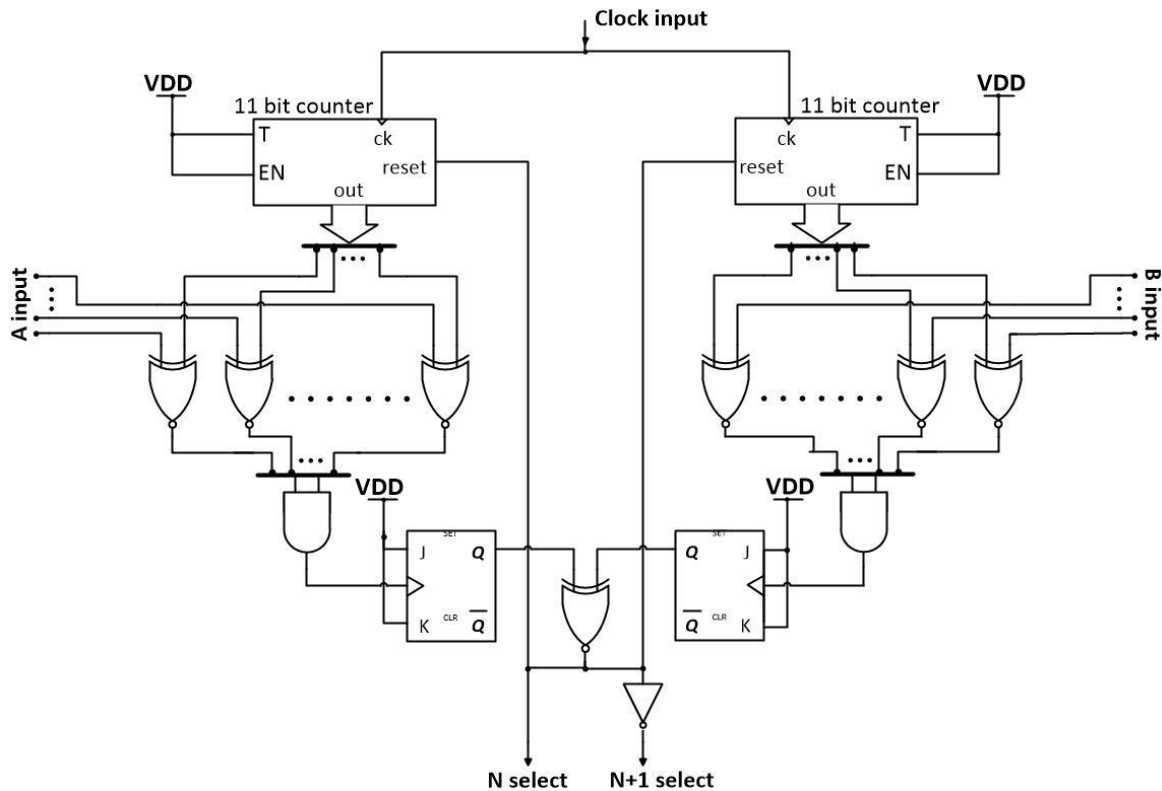 Clock input
VDD
VDD
11 bit counter
11 bit counter
T
ck
EN
reset
out
ck
T
reset
EN
out
A input
B input
VDD
VDD
SET
J
Q
CLR
K
Q
SET
Q
J
CLR
Q
K
N select
N+1 select